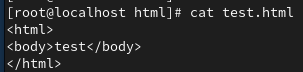 [root@localhost html]# cat test.html
<html>
<body>test</body>
</html>